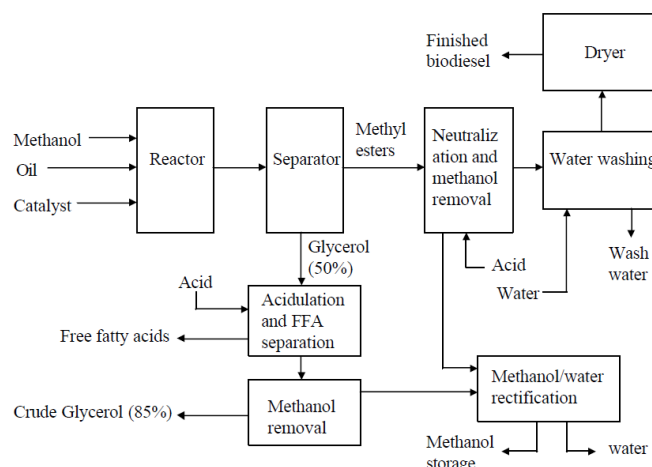 Finished
biodiesel
Dryer
Methanol
Oil
Catalyst
Reactor
Separator
Methyl
esters
Neutraliz
ation and
methanol
removal
Water washing
Glycerol
(50%)
Acid
Water
Wash
water
Acid
Acidulation
and FFA
separation
Free fatty acids
Methanol
removal
Crude Glycerol (85%)
Methanol/water
rectification
Methanol
storage
water